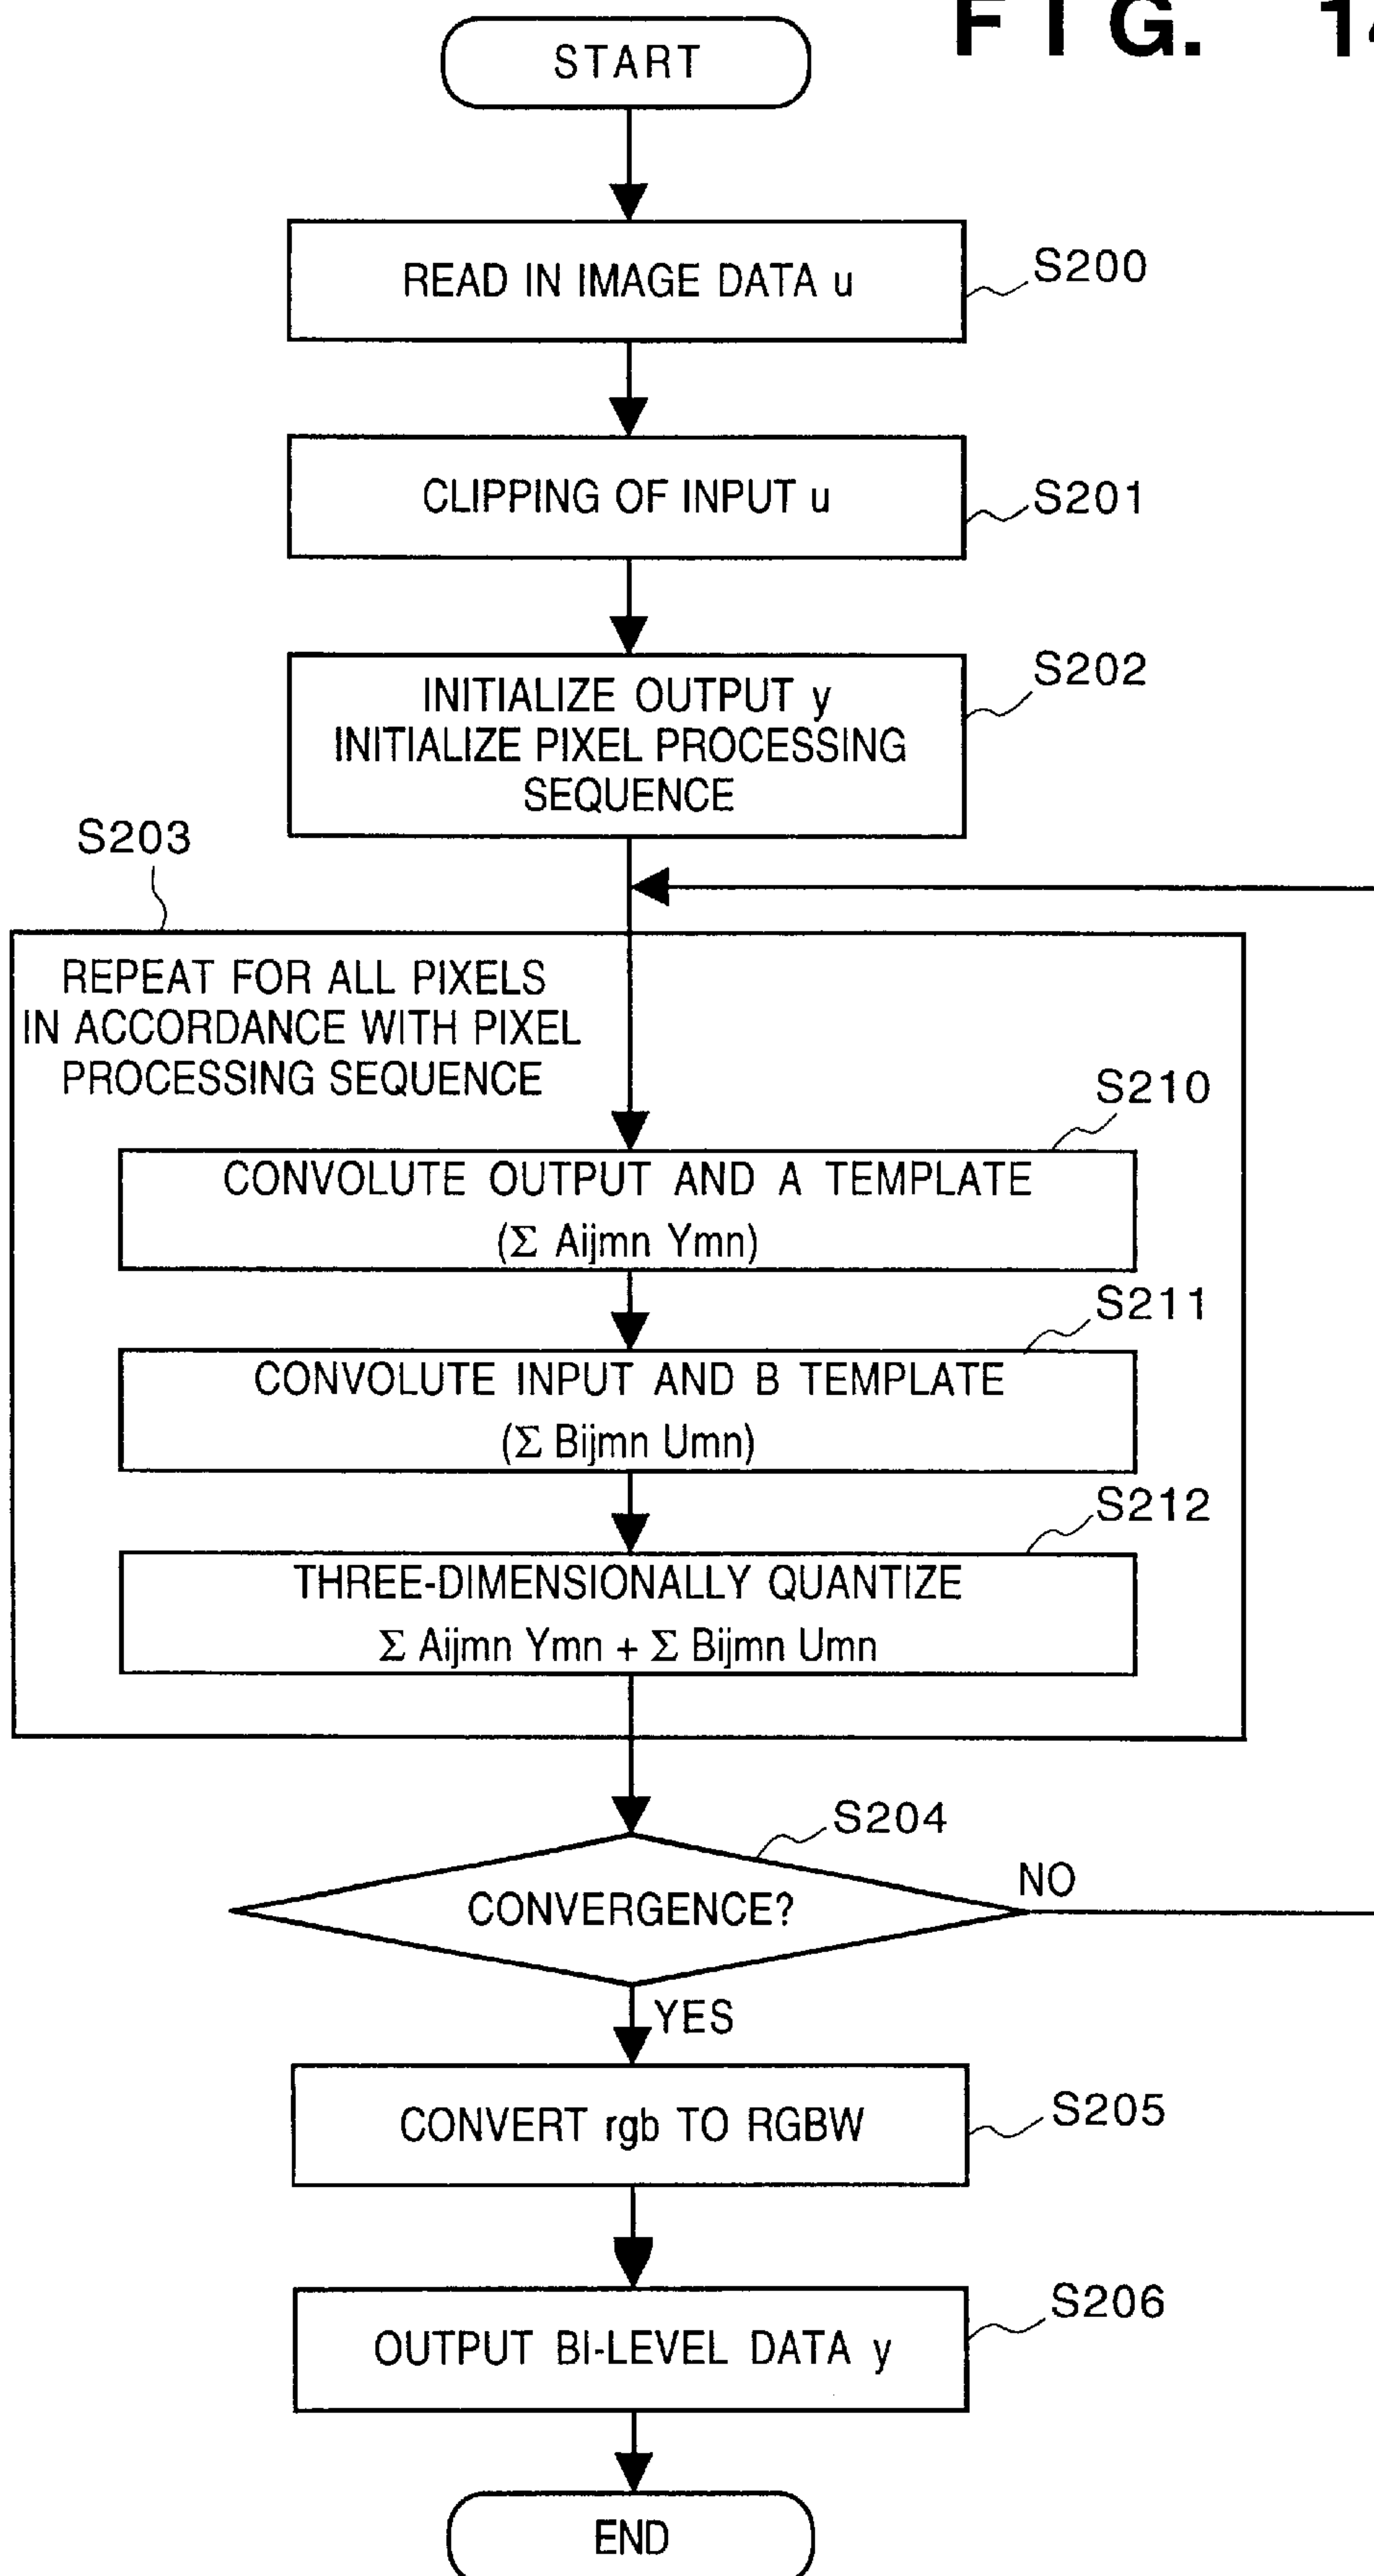 FIG. 14
START
READ IN IMAGE DATA u
S200
CLIPPING OF INPUT u
S201
INITIALIZE OUTPUT y
INITIALIZE PIXEL PROCESSING
SEQUENCE
S202
S203
REPEAT FOR ALL PIXELS
IN ACCORDANCE WITH PIXEL
PROCESSING SEQUENCE
S210
CONVOLUTE OUTPUT AND A TEMPLATE
(Σ Aijmn Ymn)
S211
CONVOLUTE INPUT AND B TEMPLATE
(Σ Bijmn Umn)
S212
THREE-DIMENSIONALLY QUANTIZE
Σ Aijmn Ymn + Σ Bijmn Umn
S204
CONVERGENCE?
NO
YES
CONVERT rgb TO RGBW
S205
OUTPUT BI-LEVEL DATA y
S206
END